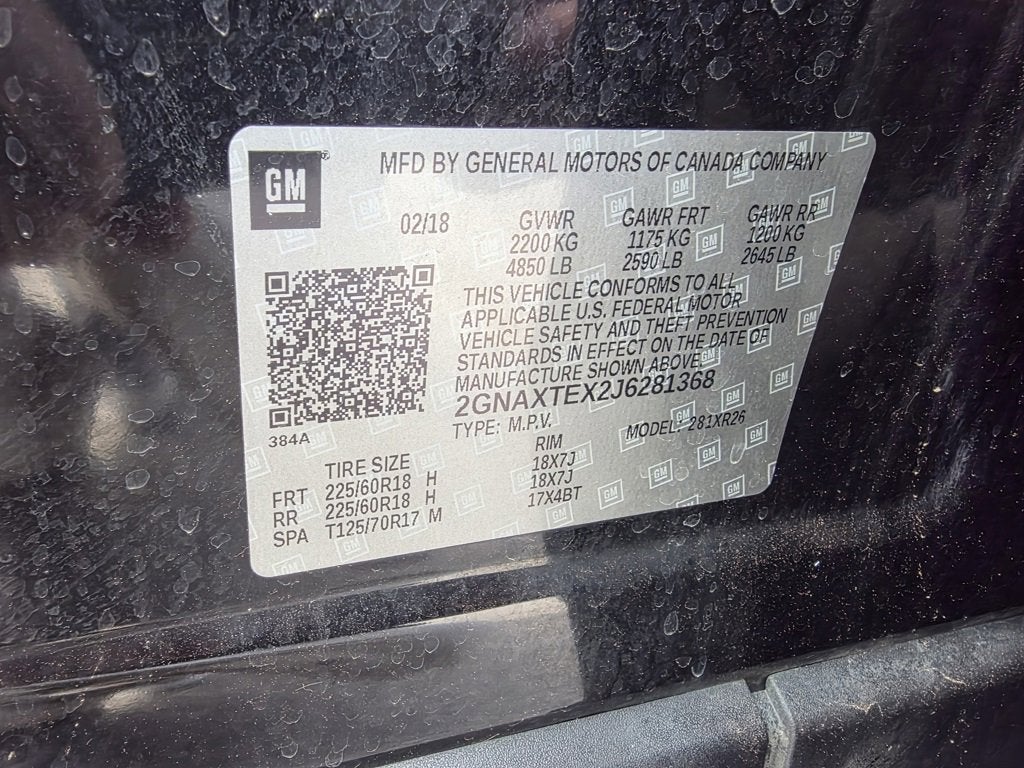 GM
MFD BY GENERAL MOTORS OF CANADA COMPANY
02/18 GVWR GAWR FRT GAWR RR
2200 KG 1175 KG 1200 KG
4850 LB 2590 LB 2645 LB
THIS VEHICLE CONFORMS TO ALL
APPLICABLE U.S. FEDERAL MOTOR
VEHICLE SAFETY AND THEFT PREVENTION
STANDARDS IN EFFECT ON THE DATE OF
MANUFACTURE SHOWN ABOVE
2GNAXTEX2J6281368
TYPE: M.P.V. MODEL: 281XR26
384A
TIRE SIZE RIM
FRT 225/60R18 H 18X7J
RR 225/60R18 H 18X7J
SPA T125/70R17 M 17X4BT